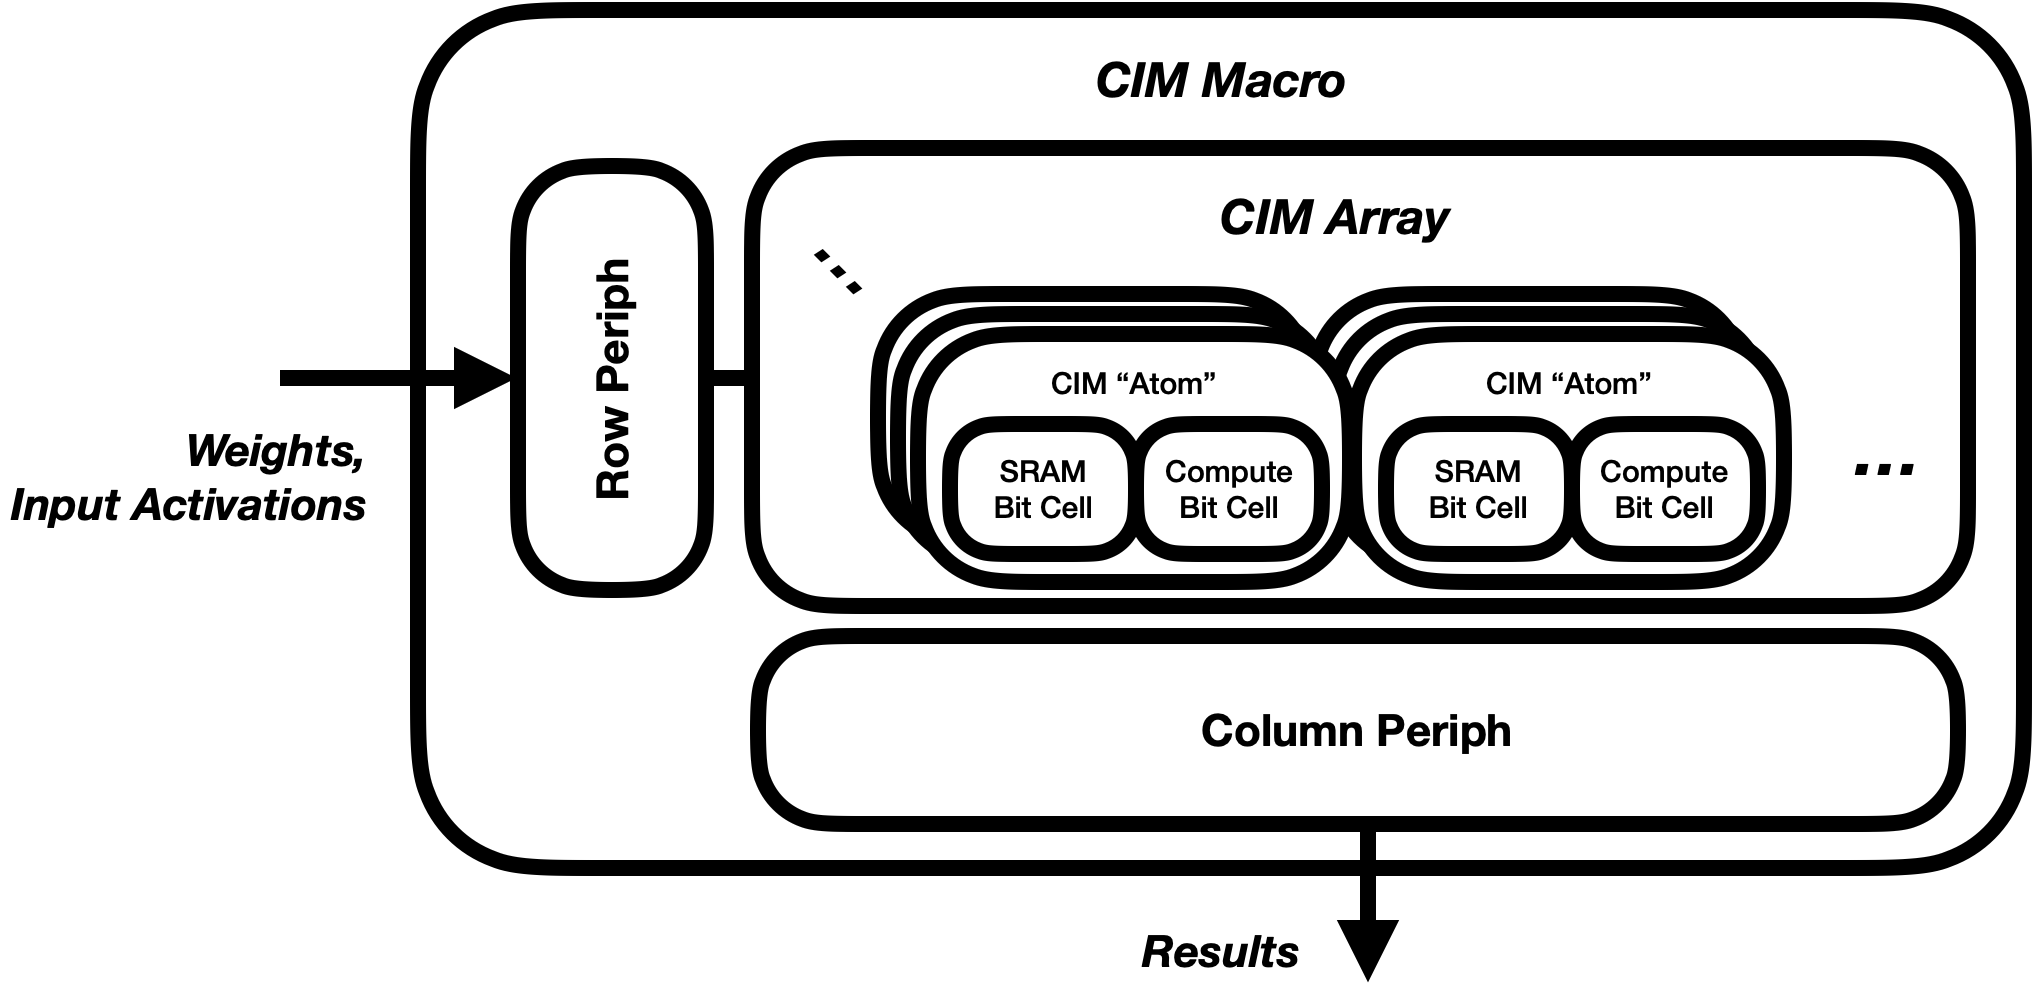 CIM Macro
CIM Array
Row Periph
Weights,
Input Activations
CIM “Atom”
SRAM
Bit Cell
Compute
Bit Cell
CIM “Atom”
SRAM
Bit Cell
Compute
Bit Cell
Column Periph
Results